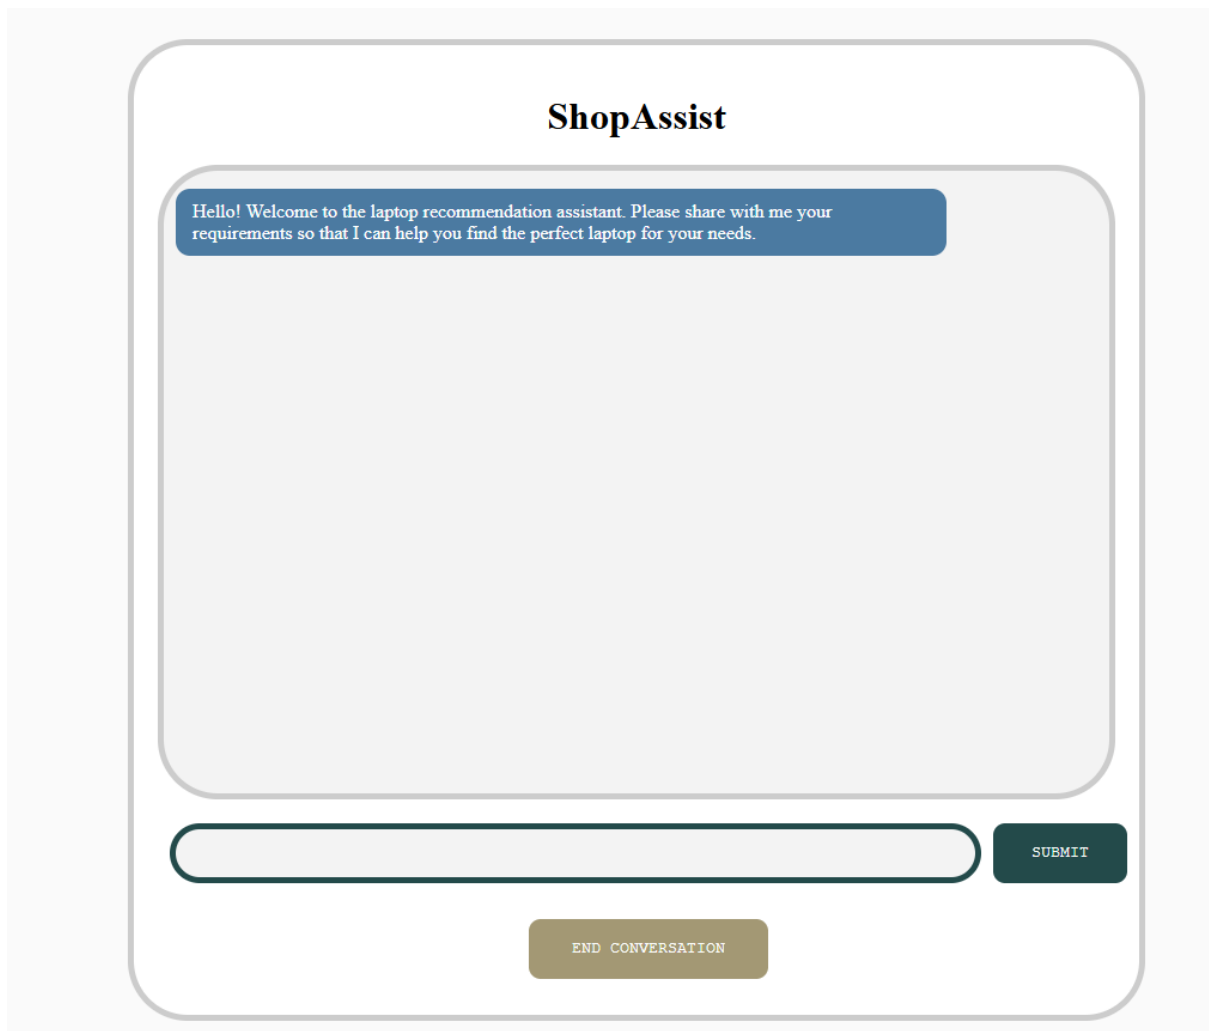 ShopAssist
Hello! Welcome to the laptop recommendation assistant. Please share with me your
requirements so that I can help you find the perfect laptop for your needs.
SUBMIT
END CONVERSATION